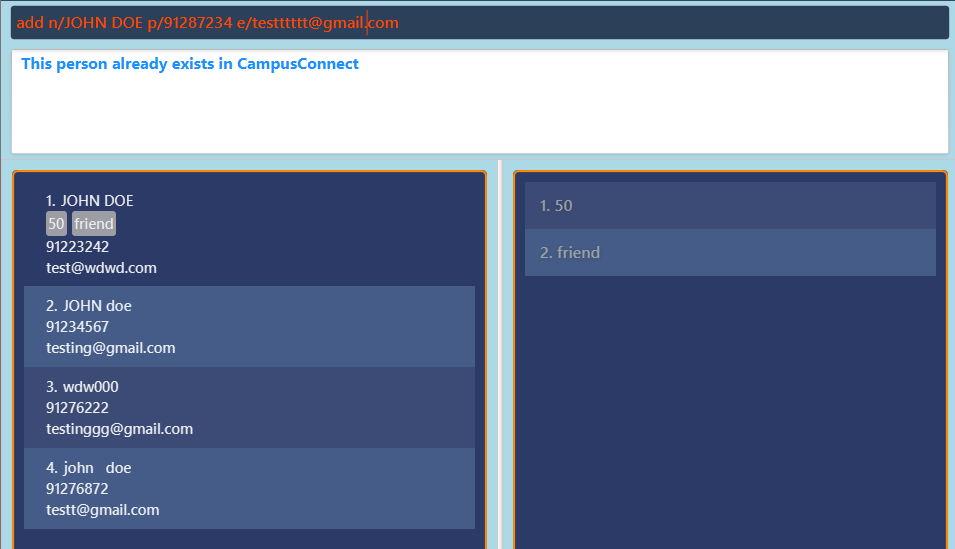 add n/JOHN DOE p/91287234 e/testttttt@gmail.com
This person already exists in CampusConnect
1. JOHN DOE
50 friend
91223242
test@wdwd.com
2. JOHN doe
91234567
testing@gmail.com
3. wdw000
91276222
testinggg@gmail.com
4. john   doe
91276872
testt@gmail.com
1. 50
2. friend